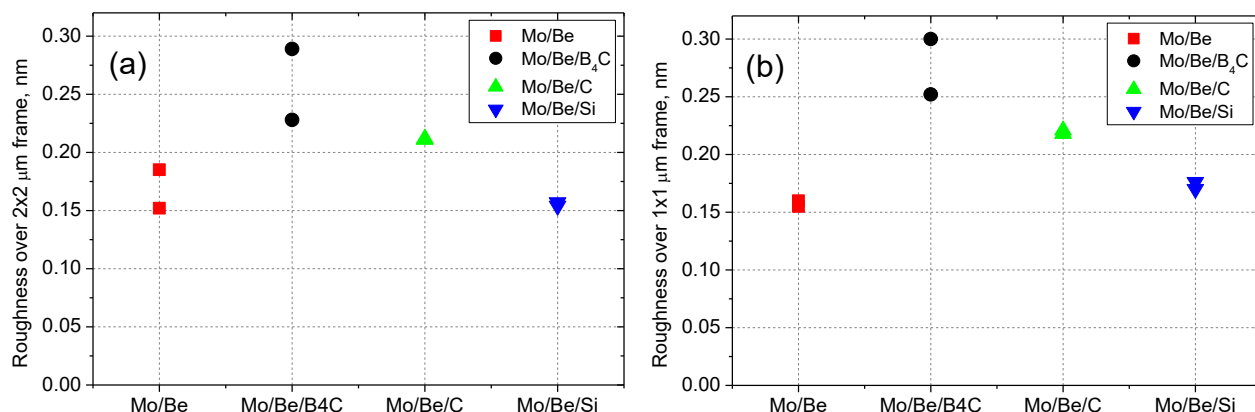 (a)
Roughness over 2x2 μm frame, nm
0.30
0.25
0.20
0.15
0.10
0.05
0.00
Mo/Be
Mo/Be/B₄C
Mo/Be/C
Mo/Be/Si
Mo/Be
Mo/Be/B4C
Mo/Be/C
Mo/Be/Si
(b)
Roughness over 1x1 μm frame, nm
0.30
0.25
0.20
0.15
0.10
0.05
0.00
Mo/Be
Mo/Be/B₄C
Mo/Be/C
Mo/Be/Si
Mo/Be
Mo/Be/B4C
Mo/Be/C
Mo/Be/Si